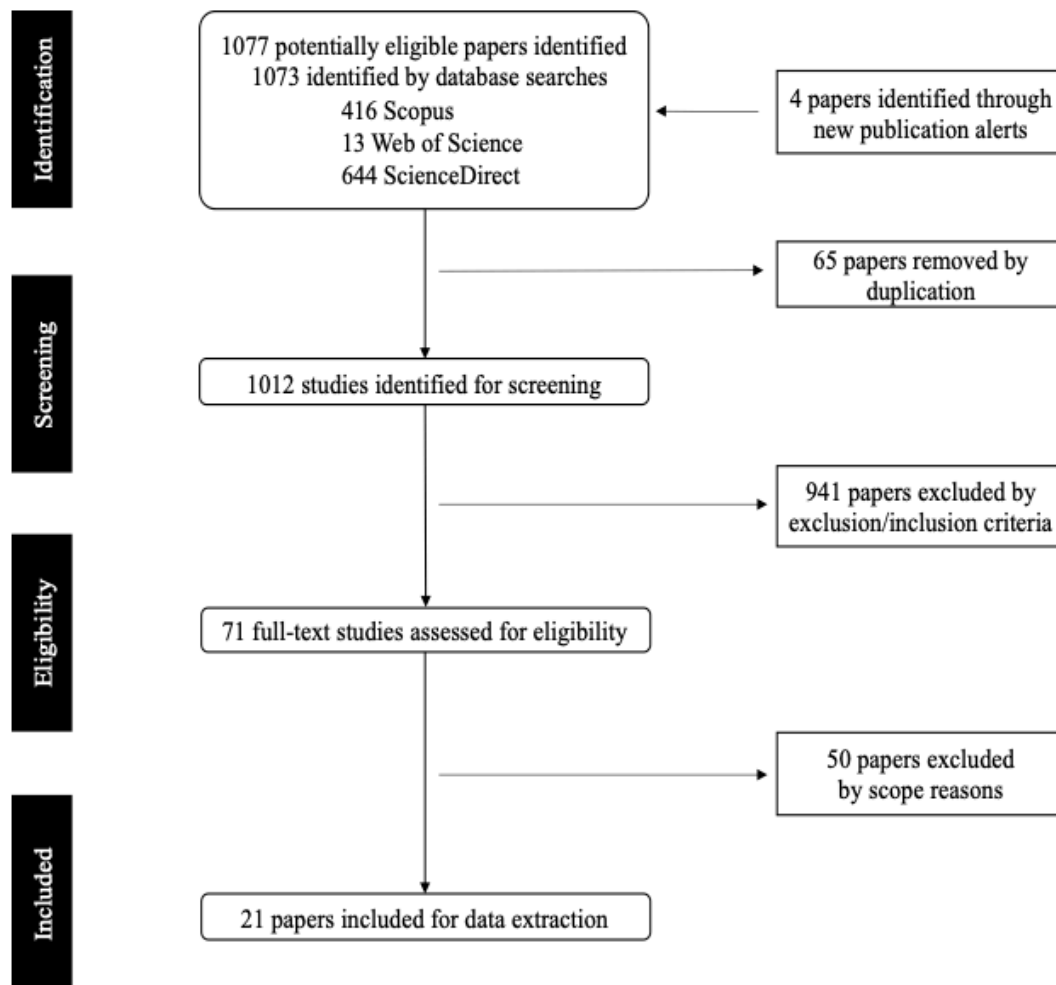 Identification
1077 potentially eligible papers identified
1073 identified by database searches
416 Scopus
13 Web of Science
644 ScienceDirect
4 papers identified through
new publication alerts
65 papers removed by
duplication
Screening
1012 studies identified for screening
941 papers excluded by
exclusion/inclusion criteria
Eligibility
71 full-text studies assessed for eligibility
50 papers excluded
by scope reasons
Included
21 papers included for data extraction